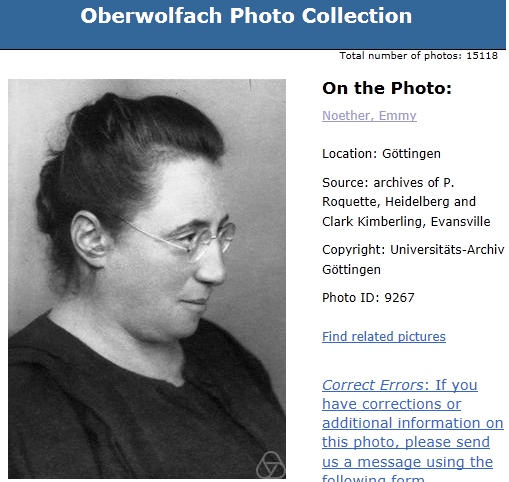 Oberwolfach Photo Collection
Total number of photos: 15118
On the Photo:
Noether, Emmy
Location: Göttingen
Source: archives of P.
Roquette, Heidelberg and
Clark Kimberling, Evansville
Copyright: Universitäts-Archiv
Göttingen
Photo ID: 9267
Find related pictures
Correct Errors: If you
have corrections or
additional information on
this photo, please send
us a message using the
following form